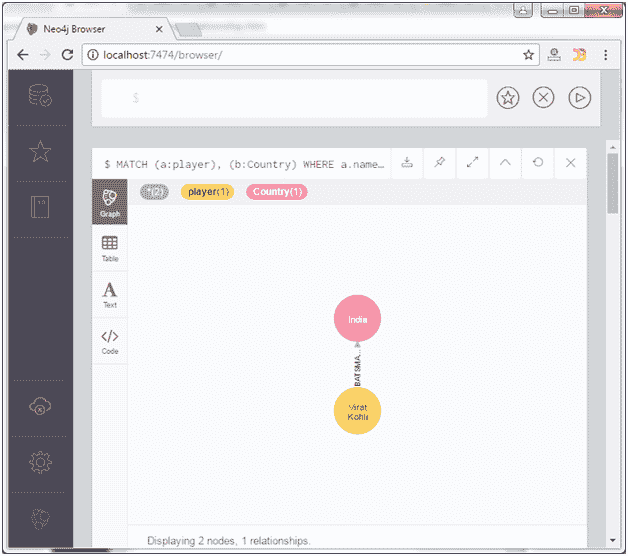 Neo4j Browser
localhost:7474/browser/
$
$ MATCH (a:player), (b:Country) WHERE a.name…
*(2)
player(1)
Country(1)
Graph
Table
Text
Code
India
BATSMA…
Virat
Kohli
Displaying 2 nodes, 1 relationships.